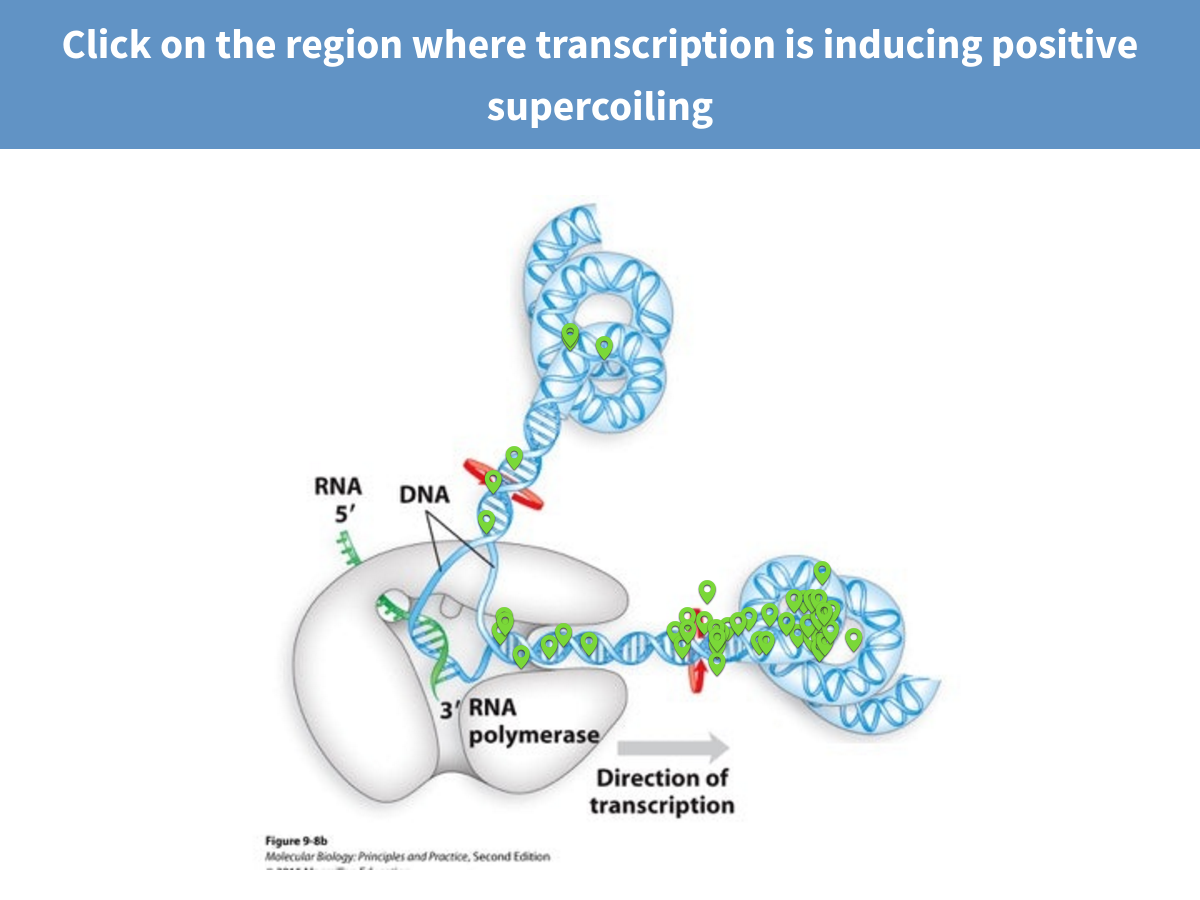 Click on the region where transcription is inducing positive
supercoiling
RNA
5′
DNA
3′
RNA
polymerase
Direction of
transcription
Figure 9-8b
Molecular Biology: Principles and Practice, Second Edition